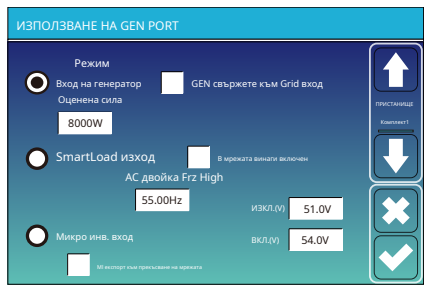 ИЗПОЛЗВАНЕ НА GEN PORT
Режим
Вход на генератор
GEN свържете към Grid вход
Оценена сила
8000W
SmartLoad изход
В мрежата винаги включен
AC двойка Frz High
55.00Hz
ИЗКЛ.(V)
51.0V
Микро инв. вход
ВКЛ.(V)
54.0V
MI експорт към прекъсване на мрежата
ПРИСТАНИЩЕ
Комплект1